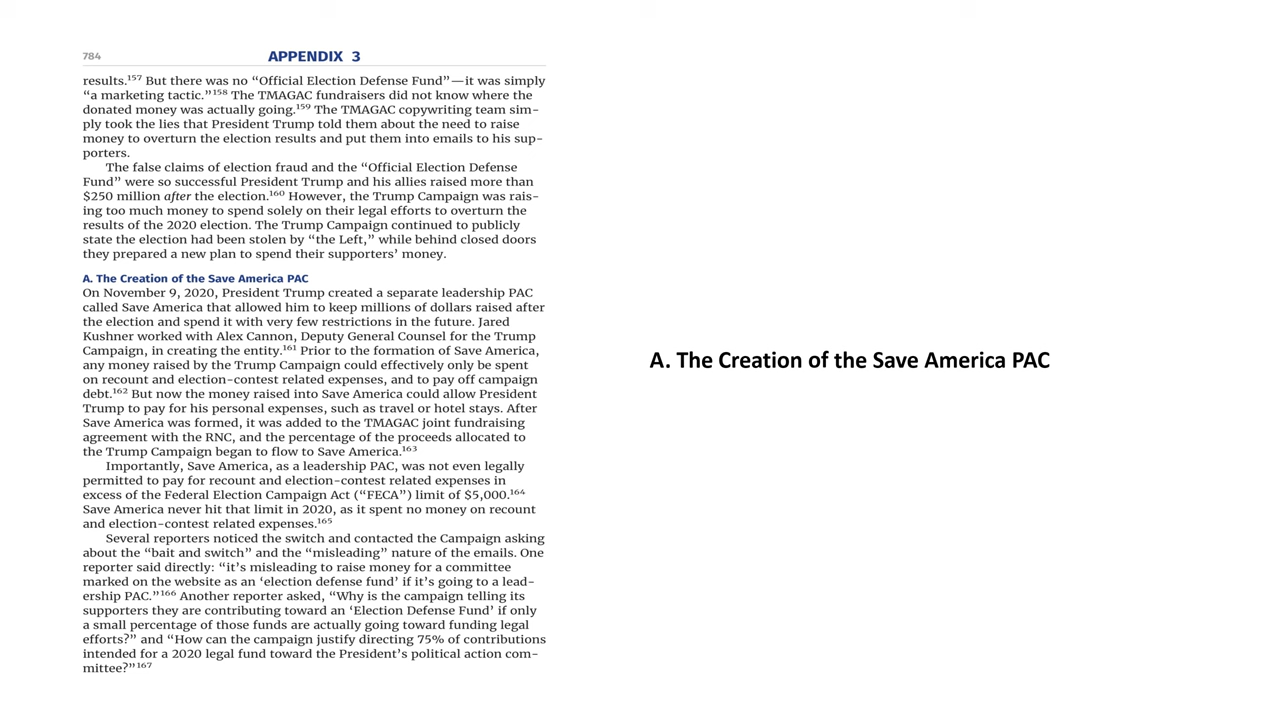 784
APPENDIX 3
results.157 But there was no “Official Election Defense Fund”—it was simply
“a marketing tactic.”158 The TMAGAC fundraisers did not know where the
donated money was actually going.159 The TMAGAC copywriting team sim-
ply took the lies that President Trump told them about the need to raise
money to overturn the election results and put them into emails to his sup-
porters.
The false claims of election fraud and the “Official Election Defense
Fund” were so successful President Trump and his allies raised more than
$250 million after the election.160 However, the Trump Campaign was rais-
ing too much money to spend solely on their legal efforts to overturn the
results of the 2020 election. The Trump Campaign continued to publicly
state the election had been stolen by “the Left,” while behind closed doors
they prepared a new plan to spend their supporters’ money.
A. The Creation of the Save America PAC
On November 9, 2020, President Trump created a separate leadership PAC
called Save America that allowed him to keep millions of dollars raised after
the election and spend it with very few restrictions in the future. Jared
Kushner worked with Alex Cannon, Deputy General Counsel for the Trump
Campaign, in creating the entity.161 Prior to the formation of Save America,
any money raised by the Trump Campaign could effectively only be spent
on recount and election-contest related expenses, and to pay off campaign
debt.162 But now the money raised into Save America could allow President
Trump to pay for his personal expenses, such as travel or hotel stays. After
Save America was formed, it was added to the TMAGAC joint fundraising
agreement with the RNC, and the percentage of the proceeds allocated to
the Trump Campaign began to flow to Save America.163
Importantly, Save America, as a leadership PAC, was not even legally
permitted to pay for recount and election-contest related expenses in
excess of the Federal Election Campaign Act (“FECA”) limit of $5,000.164
Save America never hit that limit in 2020, as it spent no money on recount
and election-contest related expenses.165
Several reporters noticed the switch and contacted the Campaign asking
about the “bait and switch” and the “misleading” nature of the emails. One
reporter said directly: “it’s misleading to raise money for a committee
marked on the website as an ‘election defense fund’ if it’s going to a lead-
ership PAC.”166 Another reporter asked, “Why is the campaign telling its
supporters they are contributing toward an ‘Election Defense Fund’ if only
a small percentage of those funds are actually going toward funding legal
efforts?” and “How can the campaign justify directing 75% of contributions
intended for a 2020 legal fund toward the President’s political action com-
mittee?”167
A. The Creation of the Save America PAC